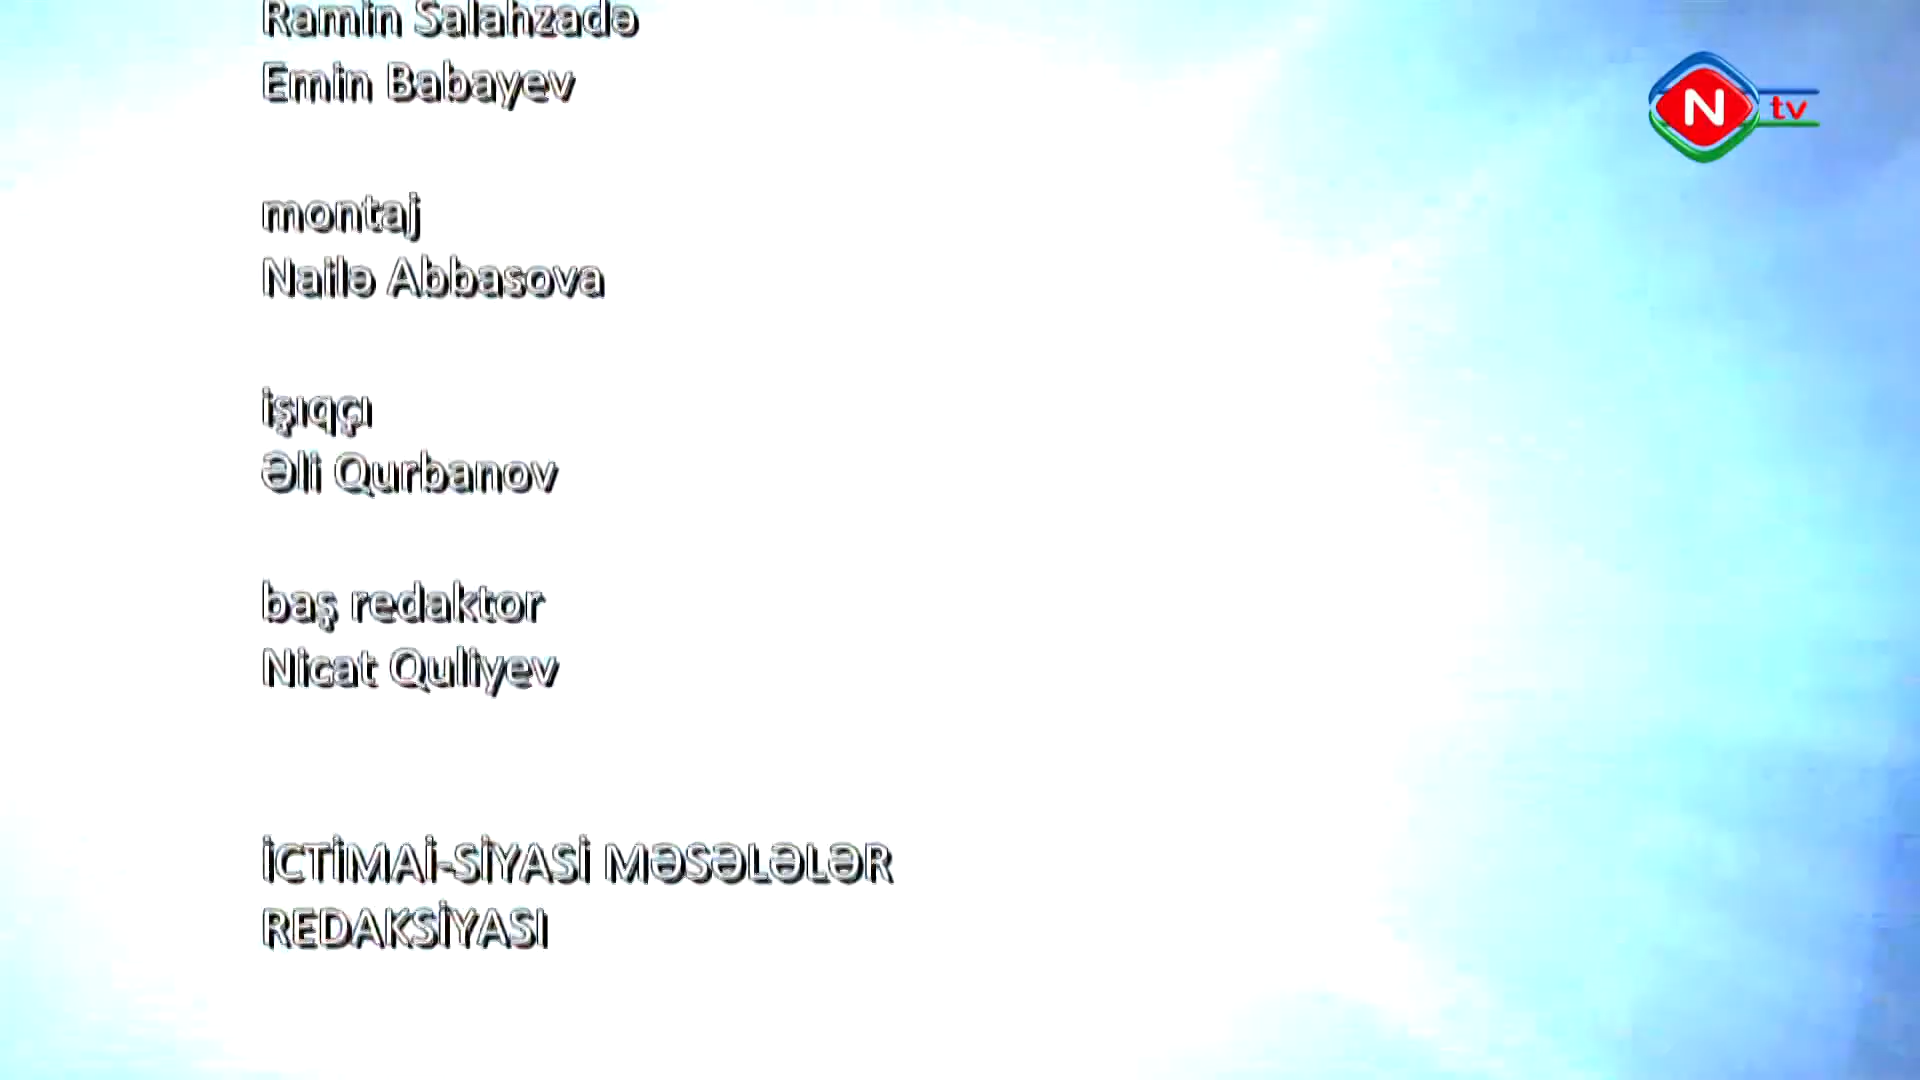 Ramin Salahzadə
Emin Babayev
N tv
montaj
Nailə Abbasova
işıqçı
Əli Qurbanov
baş redaktor
Nicat Quliyev
İCTİMAİ-SİYASİ MƏSƏLƏLƏR
REDAKSİYASI